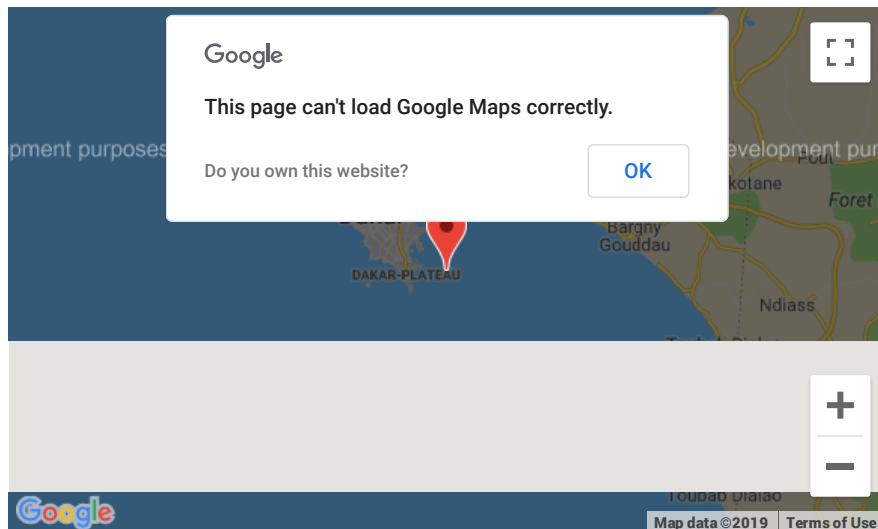 Google
This page can't load Google Maps correctly.
pment purposes
evelopment pur
Pout
Do you own this website?
OK
kotane
Foret
Bargny
Gouddau
DAKAR-PLATEAU
Ndiass
Toubab Dialao
Google
Map data ©2019
Terms of Use